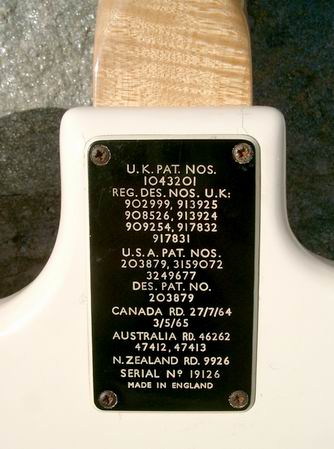 U.K. PAT. NOS.
1043201
REG. DES. NOS. U.K:
902999, 913925
908526, 913924
909254, 917832
917831
U.S.A. PAT. NOS.
203879, 3159072
3249677
DES. PAT. NO.
203879
CANADA RD. 27/7/64
3/5/65
AUSTRALIA RD. 46262
47412, 47413
N. ZEALAND RD. 9926
SERIAL Nº 19126
MADE IN ENGLAND